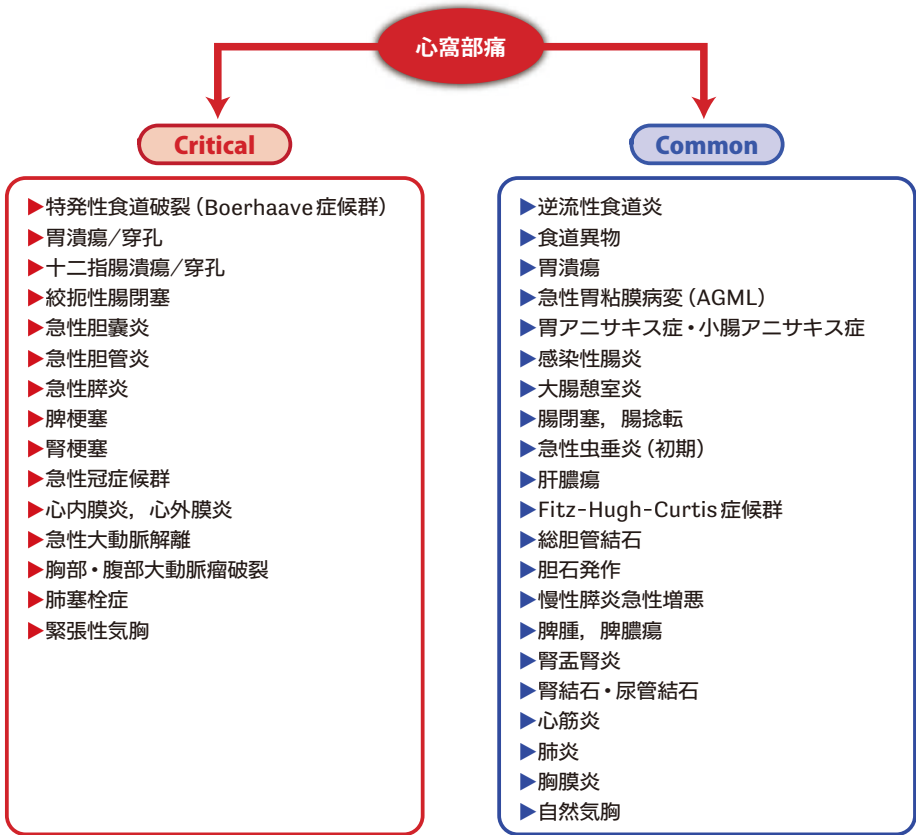 心窩部痛
Critical
▶特発性食道破裂（Boerhaave症候群）
▶胃潰瘍/穿孔
▶十二指腸潰瘍/穿孔
▶絞扼性腸閉塞
▶急性胆囊炎
▶急性胆管炎
▶急性膵炎
▶脾梗塞
▶腎梗塞
▶急性冠症候群
▶心内膜炎，心外膜炎
▶急性大動脈解離
▶胸部・腹部大動脈瘤破裂
▶肺塞栓症
▶緊張性気胸
Common
▶逆流性食道炎
▶食道異物
▶胃潰瘍
▶急性胃粘膜病変（AGML）
▶胃アニサキス症・小腸アニサキス症
▶感染性腸炎
▶大腸憩室炎
▶腸閉塞，腸捻転
▶急性虫垂炎（初期）
▶肝膿瘍
▶Fitz-Hugh-Curtis症候群
▶総胆管結石
▶胆石発作
▶慢性膵炎急性増悪
▶脾腫，脾膿瘍
▶腎盂腎炎
▶腎結石・尿管結石
▶心筋炎
▶肺炎
▶胸膜炎
▶自然気胸